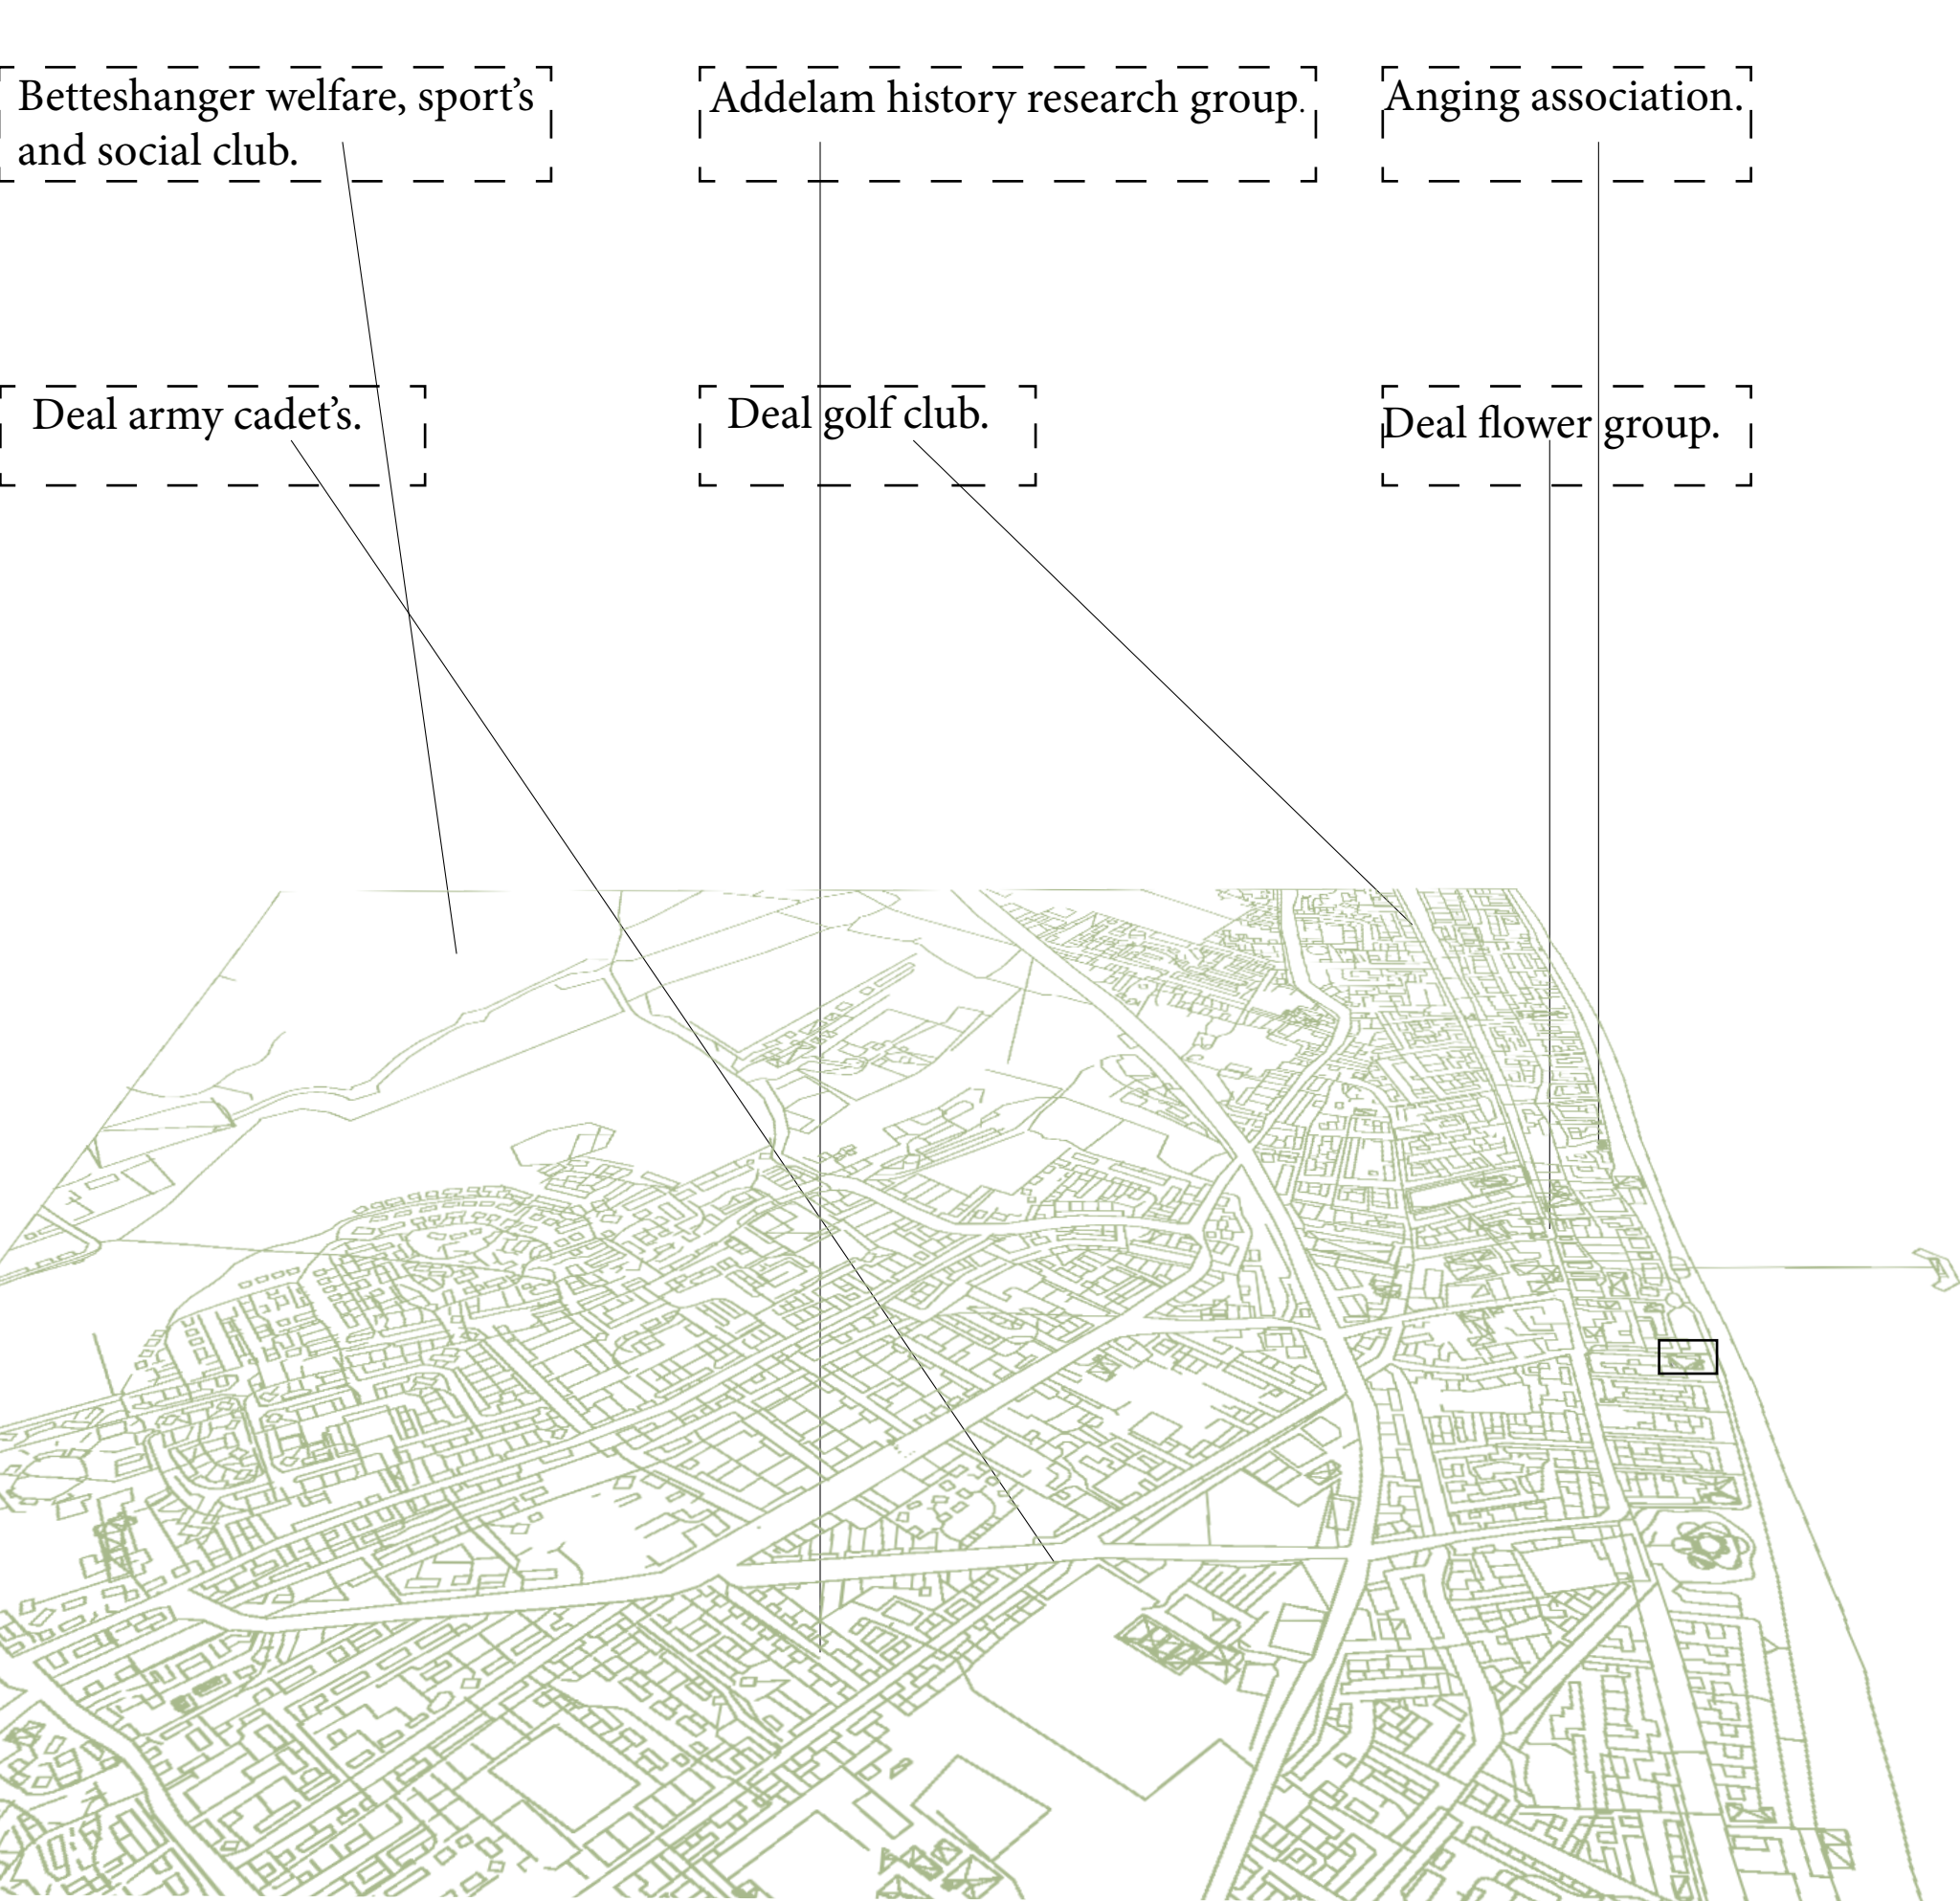 Betteshanger welfare, sport's
and social club.
Addelam history research group.
Anging association.
Deal army cadet's.
Deal golf club.
Deal flower group.